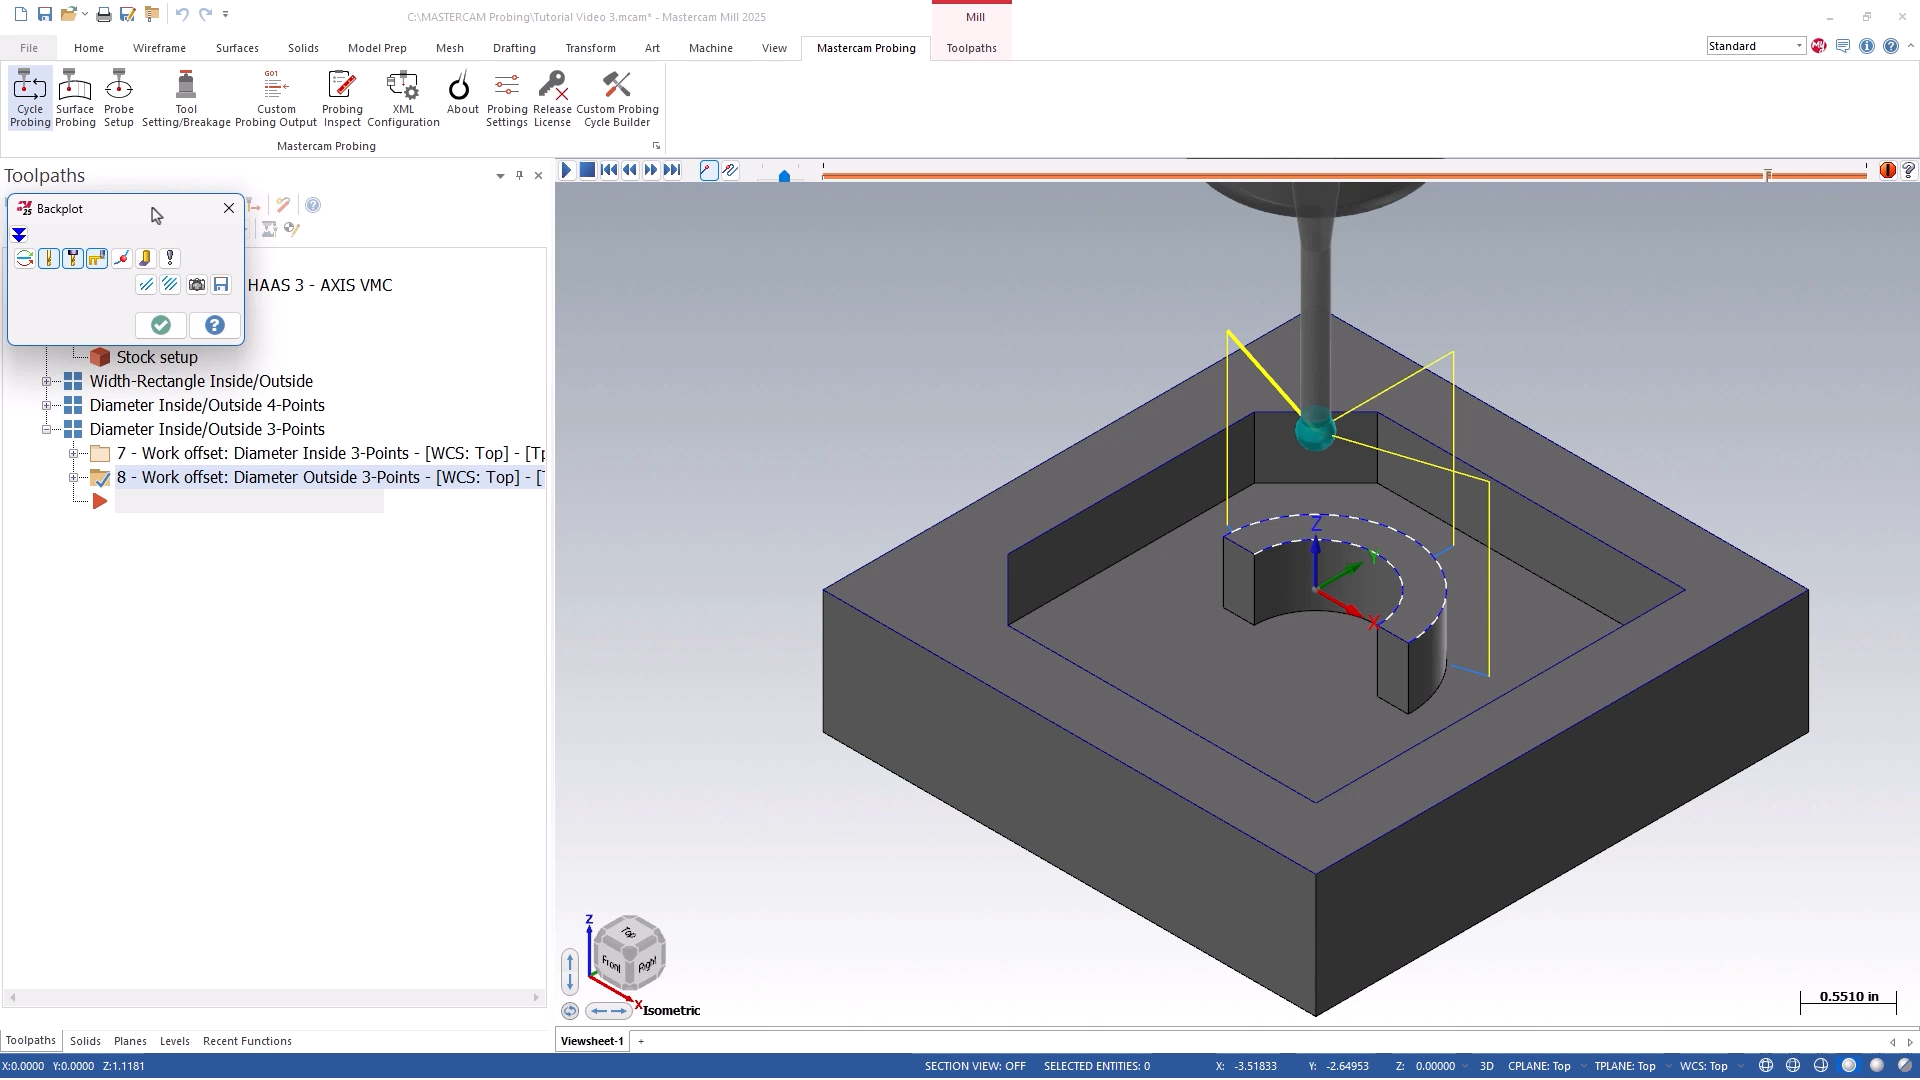 C:\MASTERCAM Probing\Tutorial Video 3.mcam* - Mastercam Mill 2025
Mill
File
Home
Wireframe
Surfaces
Solids
Model Prep
Mesh
Drafting
Transform
Art
Machine
View
Mastercam Probing
Toolpaths
Standard
Cycle Probing
Surface Probing
Probe Setup
Tool Setting/Breakage
Custom Probing Output
Probing Inspect
XML Configuration
About
Probing Settings
Release License
Custom Probing Cycle Builder
Mastercam Probing
Toolpaths
Backplot
HAAS 3 - AXIS VMC
Stock setup
Width-Rectangle Inside/Outside
Diameter Inside/Outside 4-Points
Diameter Inside/Outside 3-Points
7 - Work offset: Diameter Inside 3-Points - [WCS: Top] - [Tp
8 - Work offset: Diameter Outside 3-Points - [WCS: Top] - [T
Z
Y
X
Z
Top
Front
Right
X
Isometric
0.5510 in
Toolpaths
Solids
Planes
Levels
Recent Functions
Viewsheet-1
+
X:0.0000 Y:0.0000 Z:1.1181
SECTION VIEW: OFF
SELECTED ENTITIES: 0
X: -3.51833
Y: -2.64953
Z: 0.00000
3D
CPLANE: Top
TPLANE: Top
WCS: Top